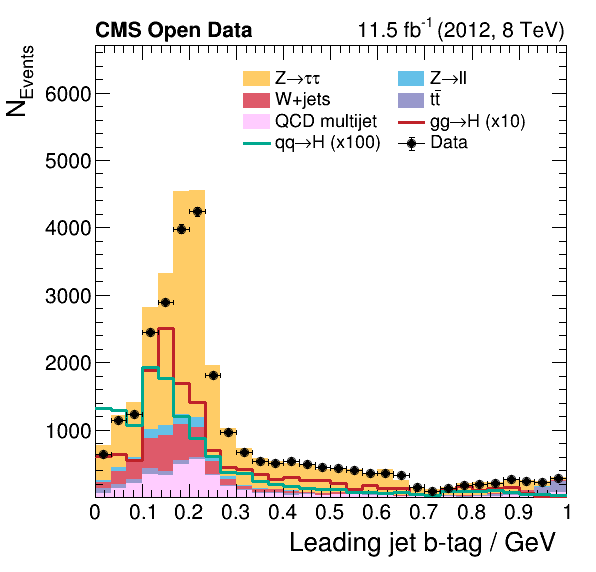 CMS Open Data 11.5 fb⁻¹ (2012, 8 TeV)
N_Events
6000
5000
4000
3000
2000
1000
Z→ττ Z→ll
W+jets tt̄
QCD multijet gg→H (x10)
qq→H (x100) Data
0 0.1 0.2 0.3 0.4 0.5 0.6 0.7 0.8 0.9 1
Leading jet b-tag / GeV